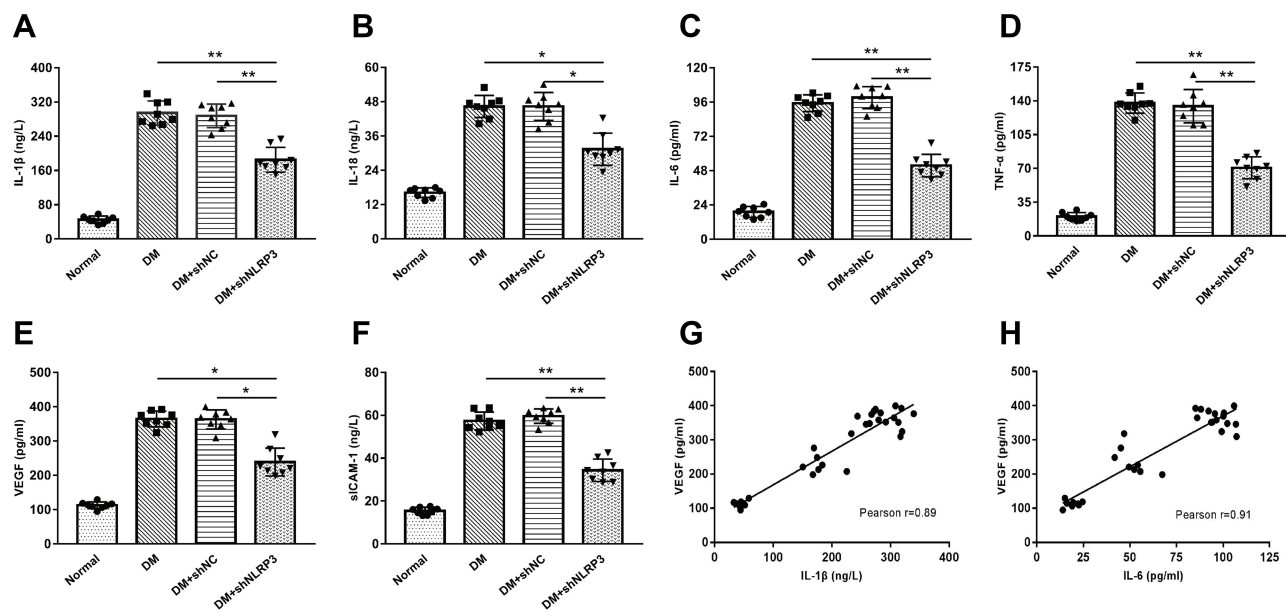 A
IL-1β (ng/L)
400
320
240
160
80
0
**
**
Normal
DM
DM+shNC
DM+shNLRP3
B
IL-18 (ng/L)
60
48
36
24
12
0
*
*
Normal
DM
DM+shNC
DM+shNLRP3
C
IL-6 (pg/ml)
120
96
72
48
24
0
**
**
Normal
DM
DM+shNC
DM+shNLRP3
D
TNF-α (pg/ml)
175
140
105
70
35
0
**
**
Normal
DM
DM+shNC
DM+shNLRP3
E
VEGF (pg/ml)
500
400
300
200
100
0
*
*
Normal
DM
DM+shNC
DM+shNLRP3
F
sICAM-1 (ng/L)
80
60
40
20
0
**
**
Normal
DM
DM+shNC
DM+shNLRP3
G
VEGF (pg/ml)
500
400
300
200
100
0
Pearson r=0.89
0 100 200 300 400
IL-1β (ng/L)
H
VEGF (pg/ml)
500
400
300
200
100
0
Pearson r=0.91
0 25 50 75 100 125
IL-6 (pg/ml)